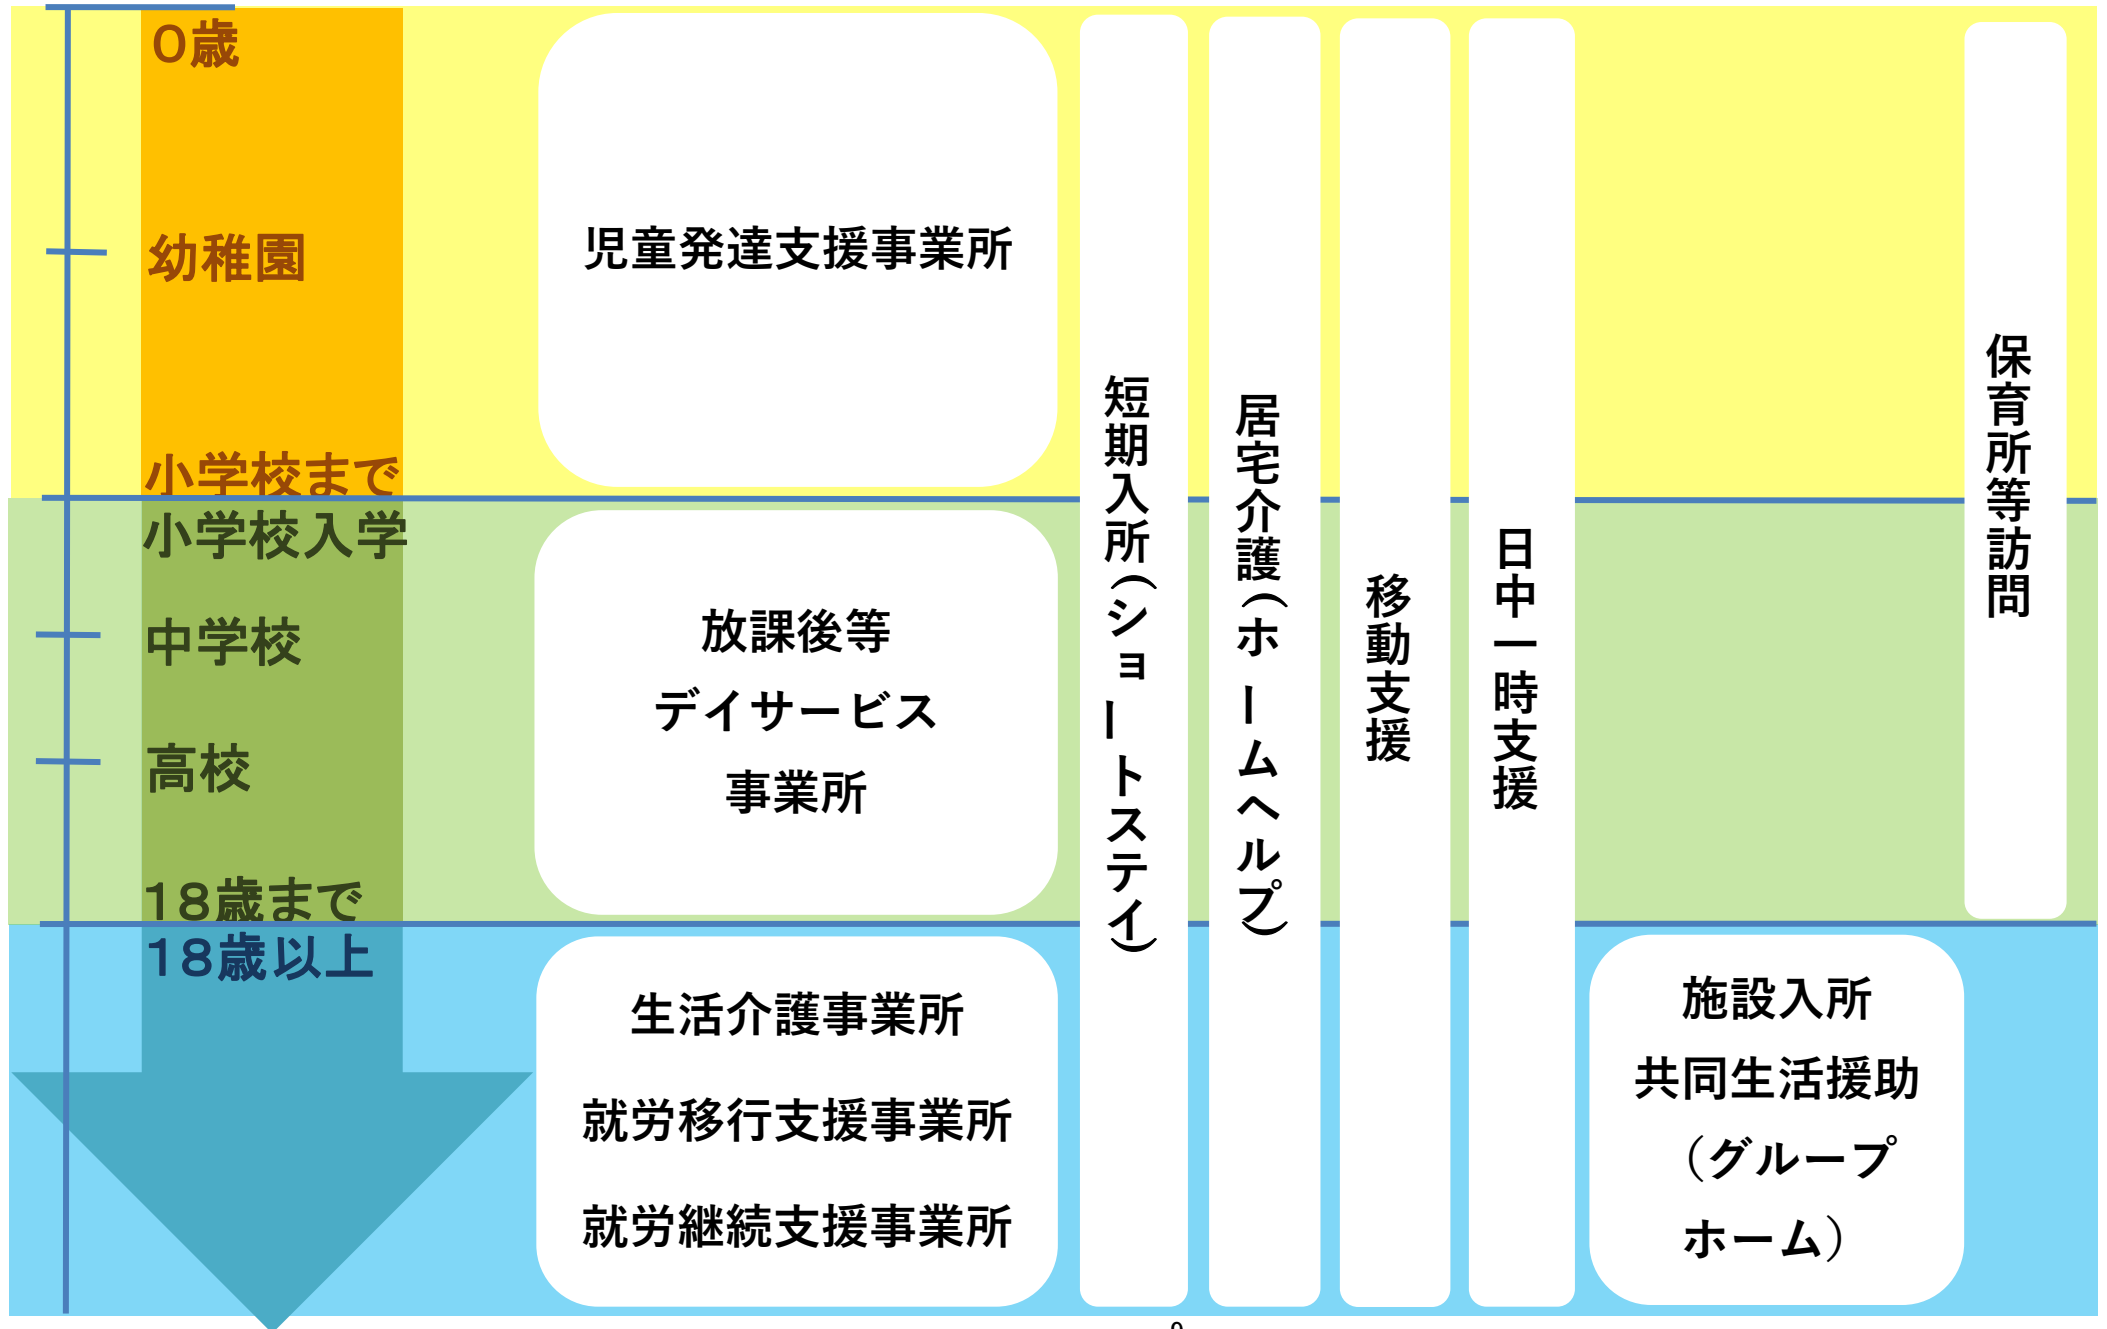 0歳
幼稚園
小学校まで
小学校入学
中学校
高校
18歳まで
18歳以上
児童発達支援事業所
放課後等
デイサービス
事業所
生活介護事業所
就労移行支援事業所
就労継続支援事業所
短期入所（ショートステイ）
居宅介護（ホームヘルプ）
移動支援
日中一時支援
施設入所
共同生活援助
（グループ
ホーム）
保育所等訪問